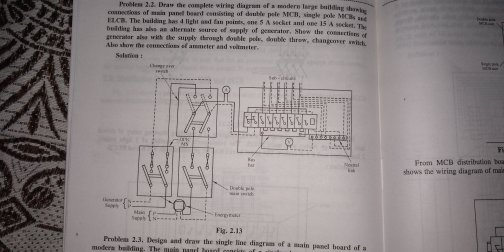 Problem 2.2. Draw the complete wiring diagram of a modern large building showing
connections of main panel board consisting of double pole MCB, single pole MCBs and
ELCB. The building has 4 light and fan points, one 5 A socket and one 15 A socket. The
building has also an alternate source of supply of generator. Show the connections of
generator also with the supply through double pole, double throw, changeover switch.
Also show the connections of ammeter and voltmeter.
Solution :
Change over
switch
Sub - circuits
Bus
bar
Neutral
link
Double pole
main switch
Generator
Supply
Main
Supply
Energy meter
Fig. 2.13
Problem 2.3. Design and draw the single line diagram of a main panel board of a
modern building. The main panel board consists of a
From MCB distribution
shows the wiring diagram of